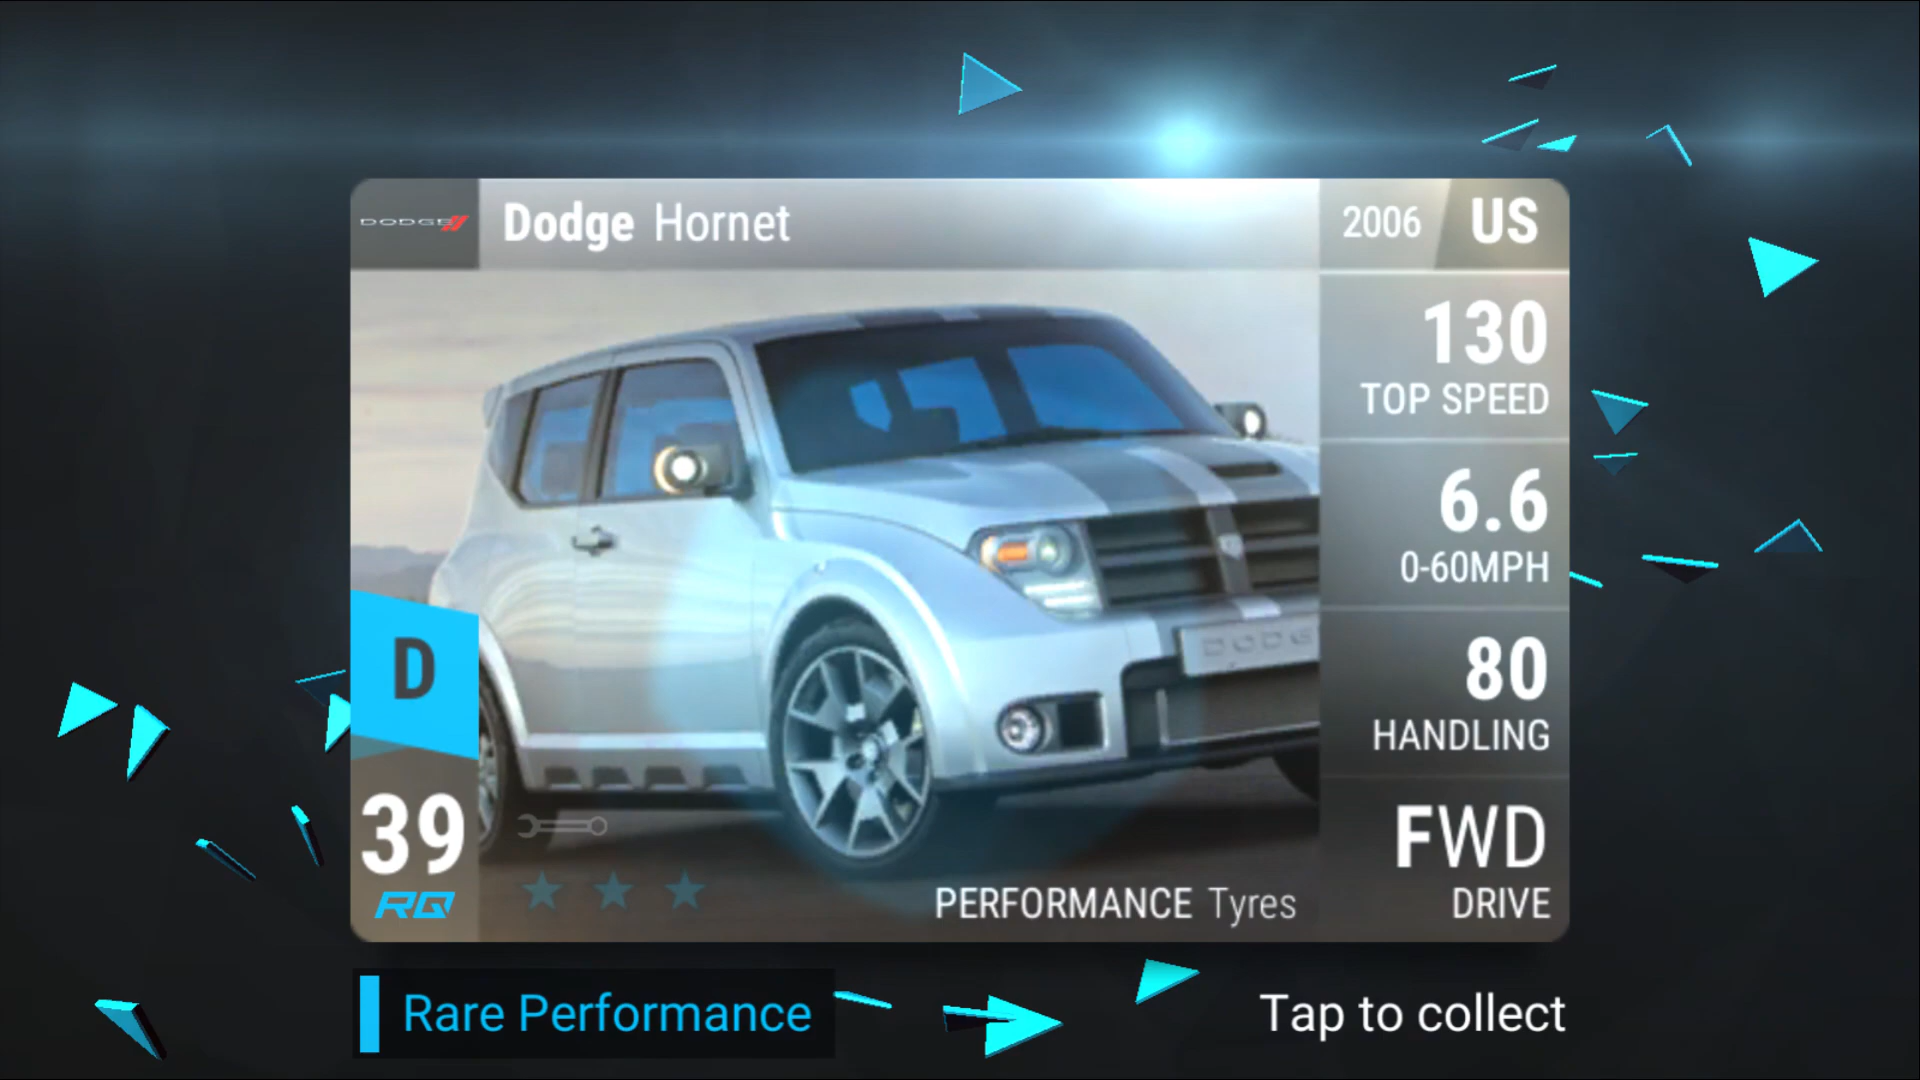 DODGE
Dodge Hornet
2006 US
130
TOP SPEED
6.6
0-60MPH
80
HANDLING
FWD
DRIVE
D
39
RQ
DODG
PERFORMANCE Tyres
Rare Performance
Tap to collect